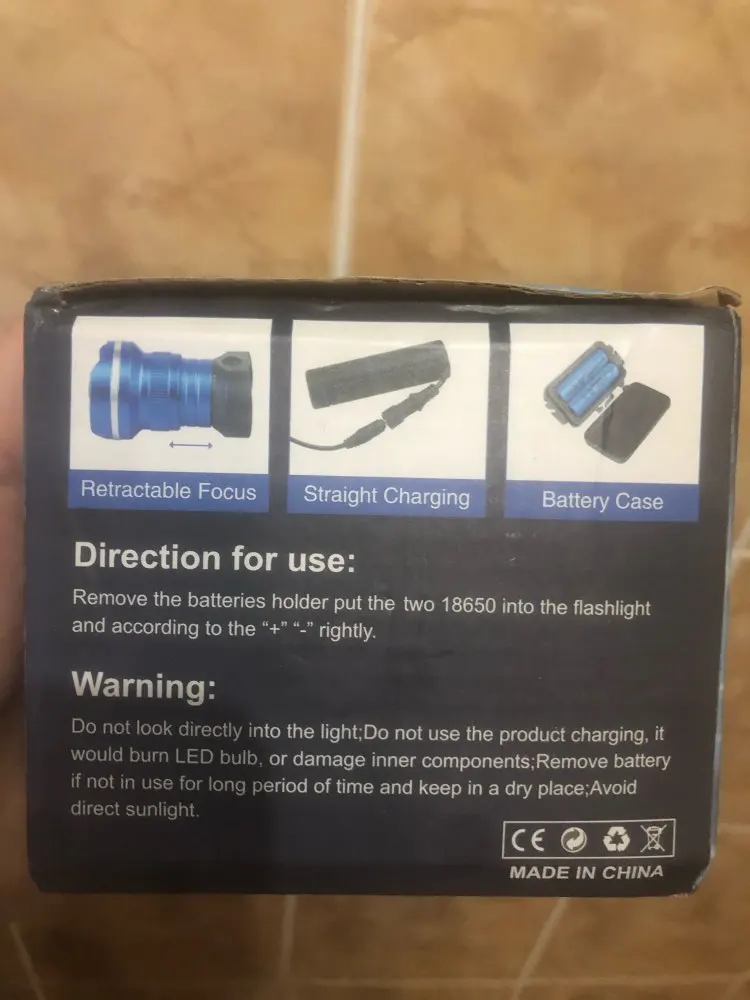 Retractable Focus
Straight Charging
Battery Case
Direction for use:
Remove the batteries holder put the two 18650 into the flashlight
and according to the “+” “-” rightly.
Warning:
Do not look directly into the light;Do not use the product charging, it
would burn LED bulb, or damage inner components;Remove battery
if not in use for long period of time and keep in a dry place;Avoid
direct sunlight.
CE
MADE IN CHINA